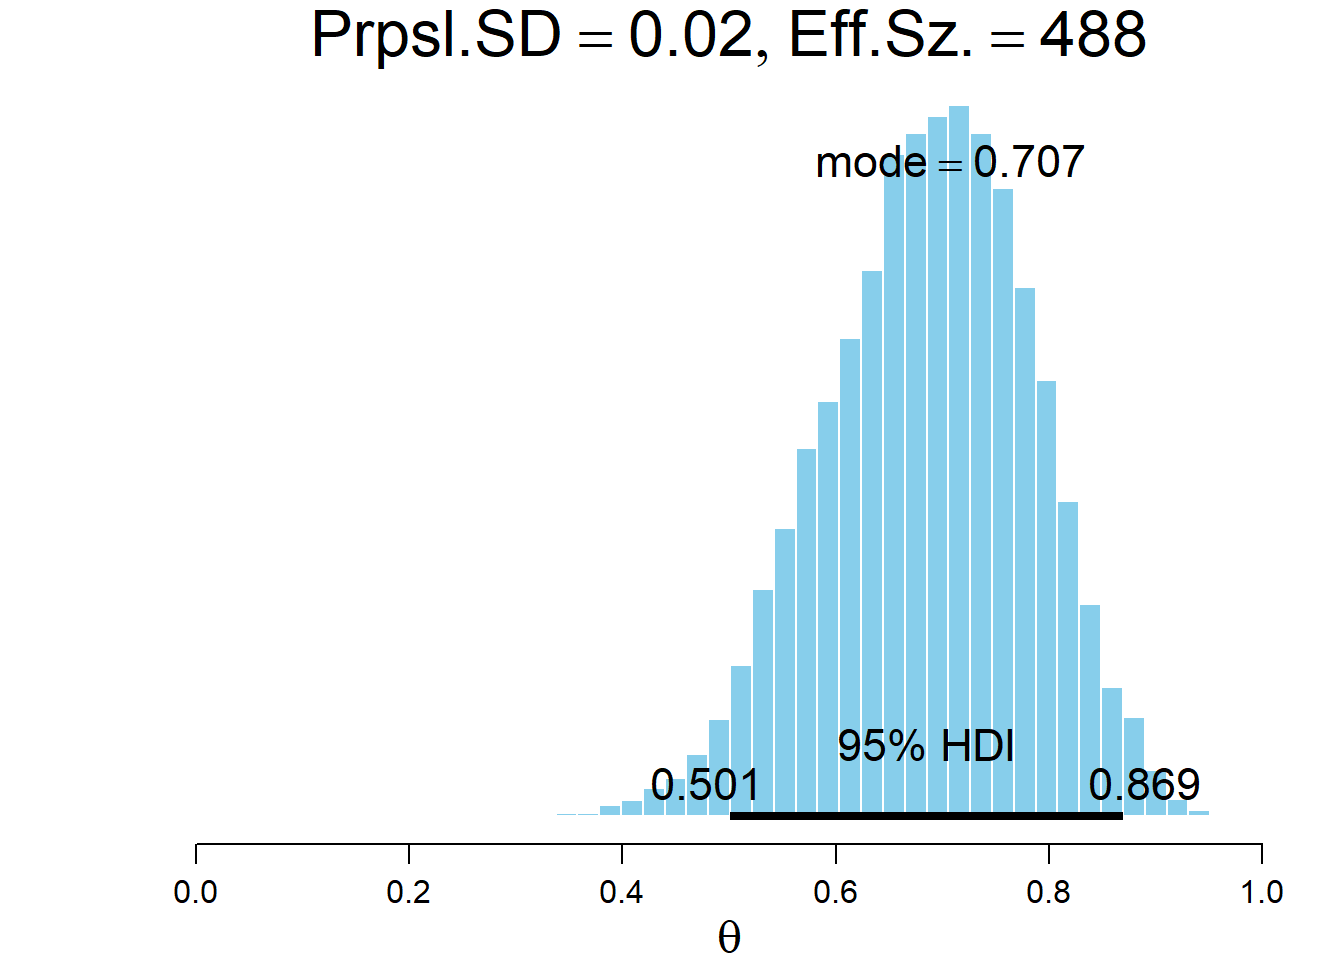 Prpsl.SD = 0.02, Eff.Sz. = 488
mode = 0.707
95% HDI
0.501 0.869
0.0 0.2 0.4 0.6 0.8 1.0
θ